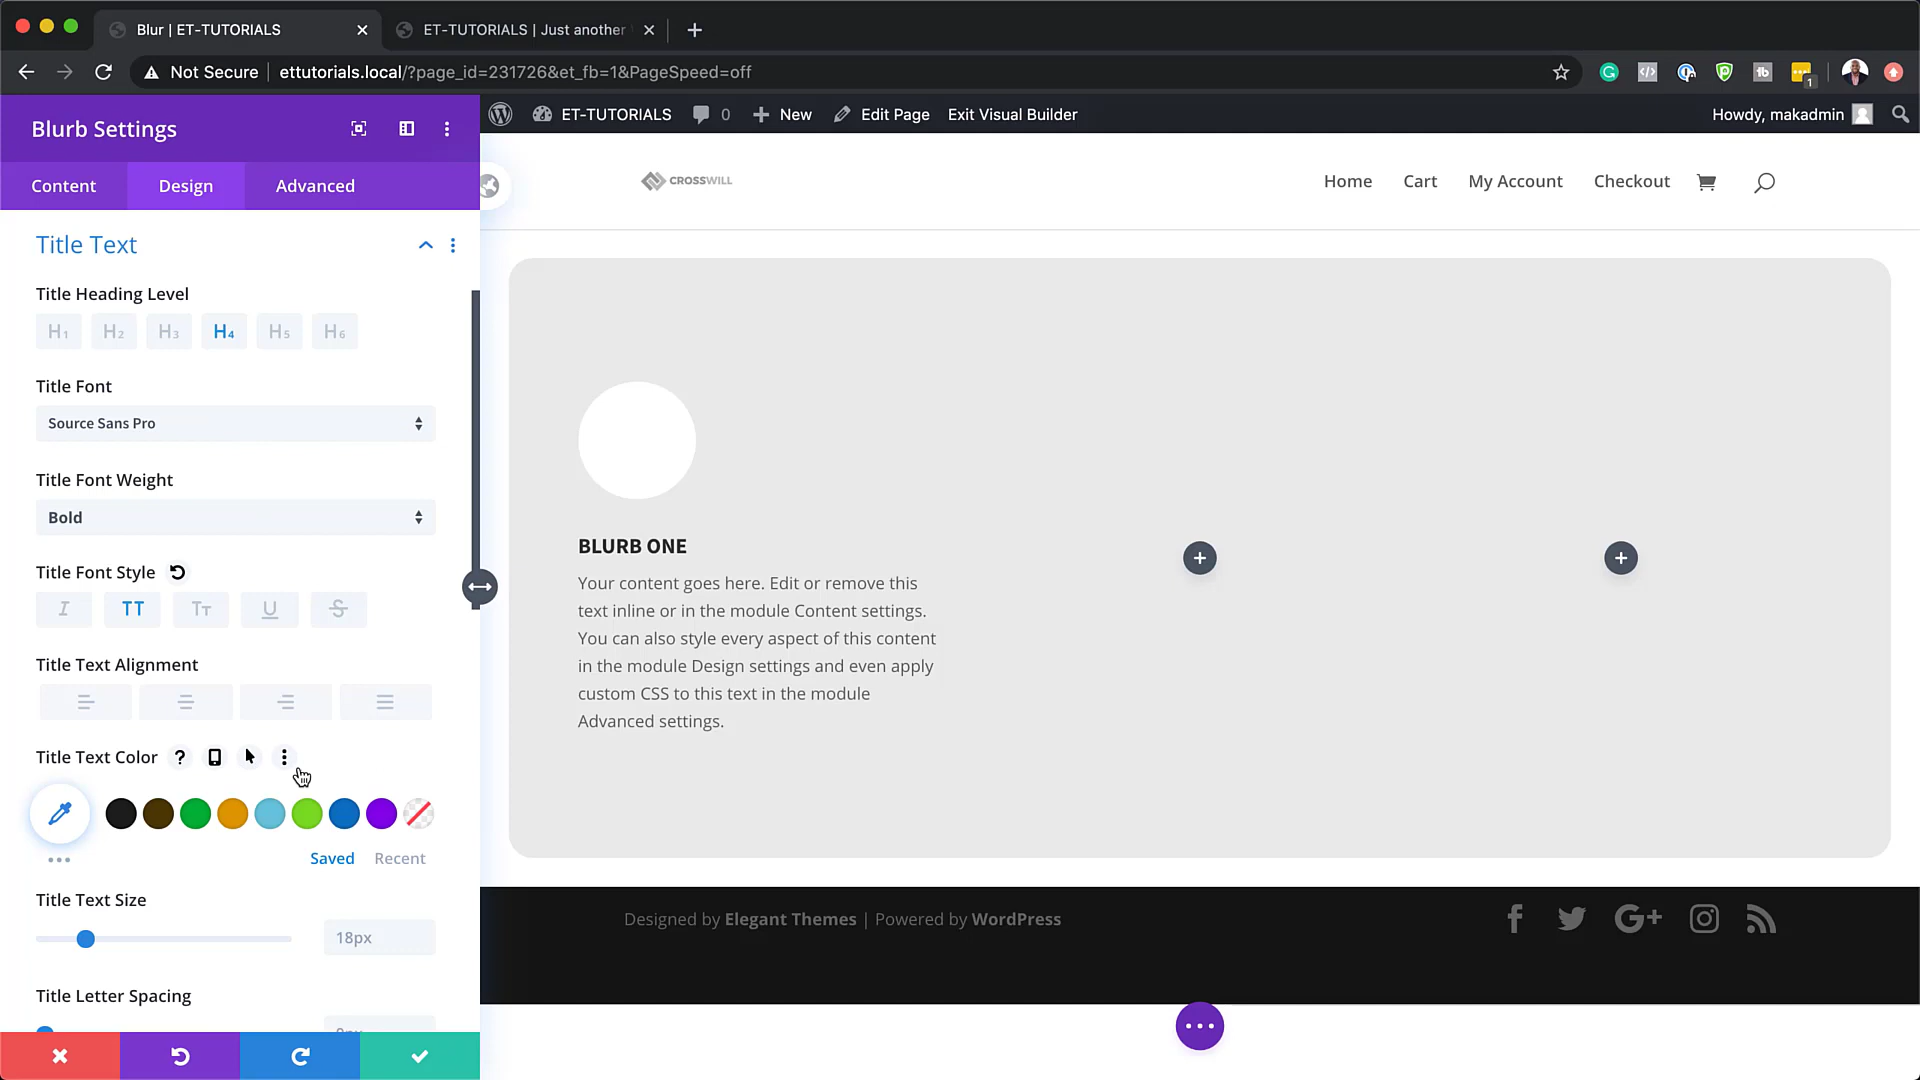 Blur | ET-TUTORIALS
ET-TUTORIALS | Just another
Not Secure
ettutorials.local/?page_id=231726&et_fb=1&PageSpeed=off
1
Blurb Settings
ET-TUTORIALS
0
New
Edit Page
Exit Visual Builder
Howdy, makadmin
Content
Design
Advanced
CROSSWILL
Home
Cart
My Account
Checkout
Title Text
Title Heading Level
H1 H2 H3 H4 H5 H6
Title Font
Source Sans Pro
Title Font Weight
Bold
Title Font Style
I TT Tт U S
Title Text Alignment
Title Text Color ?
Saved
Recent
Title Text Size
18px
Title Letter Spacing
0px
BLURB ONE
Your content goes here. Edit or remove this
text inline or in the module Content settings.
You can also style every aspect of this content
in the module Design settings and even apply
custom CSS to this text in the module
Advanced settings.
Designed by Elegant Themes | Powered by WordPress